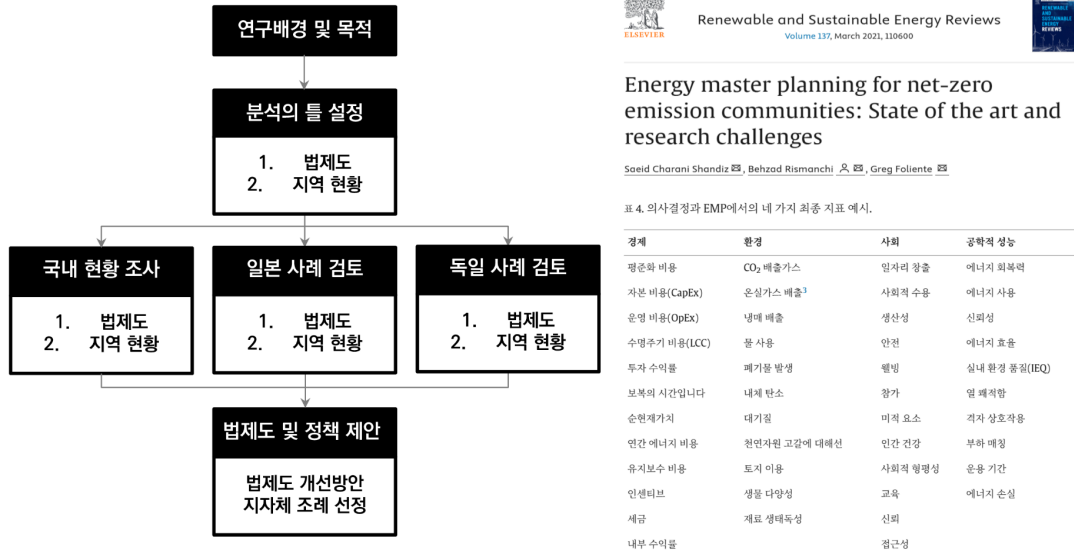 연구배경 및 목적
분석의 틀 설정
1. 법제도
2. 지역 현황
국내 현황 조사
1. 법제도
2. 지역 현황
일본 사례 검토
1. 법제도
2. 지역 현황
독일 사례 검토
1. 법제도
2. 지역 현황
법제도 및 정책 제안
법제도 개선방안
지자체 조례 선정
ELSEVIER
Renewable and Sustainable Energy Reviews
Volume 137, March 2021, 110600
RENEWABLE
AND
SUSTAINABLE
ENERGY
REVIEWS
Energy master planning for net-zero
emission communities: State of the art and
research challenges
Saeid Charani Shandiz, Behzad Rismanchi, Greg Foliente
표 4. 의사결정과 EMP에서의 네 가지 최종 지표 예시.
경제 환경 사회 공학적 성능
평준화 비용 CO₂ 배출가스 일자리 창출 에너지 회복력
자본 비용(CapEx) 온실가스 배출³ 사회적 수용 에너지 사용
운영 비용(OpEx) 냉매 배출 생산성 신뢰성
수명주기 비용(LCC) 물 사용 안전 에너지 효율
투자 수익률 폐기물 발생 웰빙 실내 환경 품질(IEQ)
보복의 시간입니다 내체 탄소 참가 열 쾌적함
순현재가치 대기질 미적 요소 격자 상호작용
연간 에너지 비용 천연자원 고갈에 대해선 인간 건강 부하 매칭
유지보수 비용 토지 이용 사회적 형평성 운용 기간
인센티브 생물 다양성 교육 에너지 손실
세금 재료 생태독성 신뢰
내부 수익률 접근성